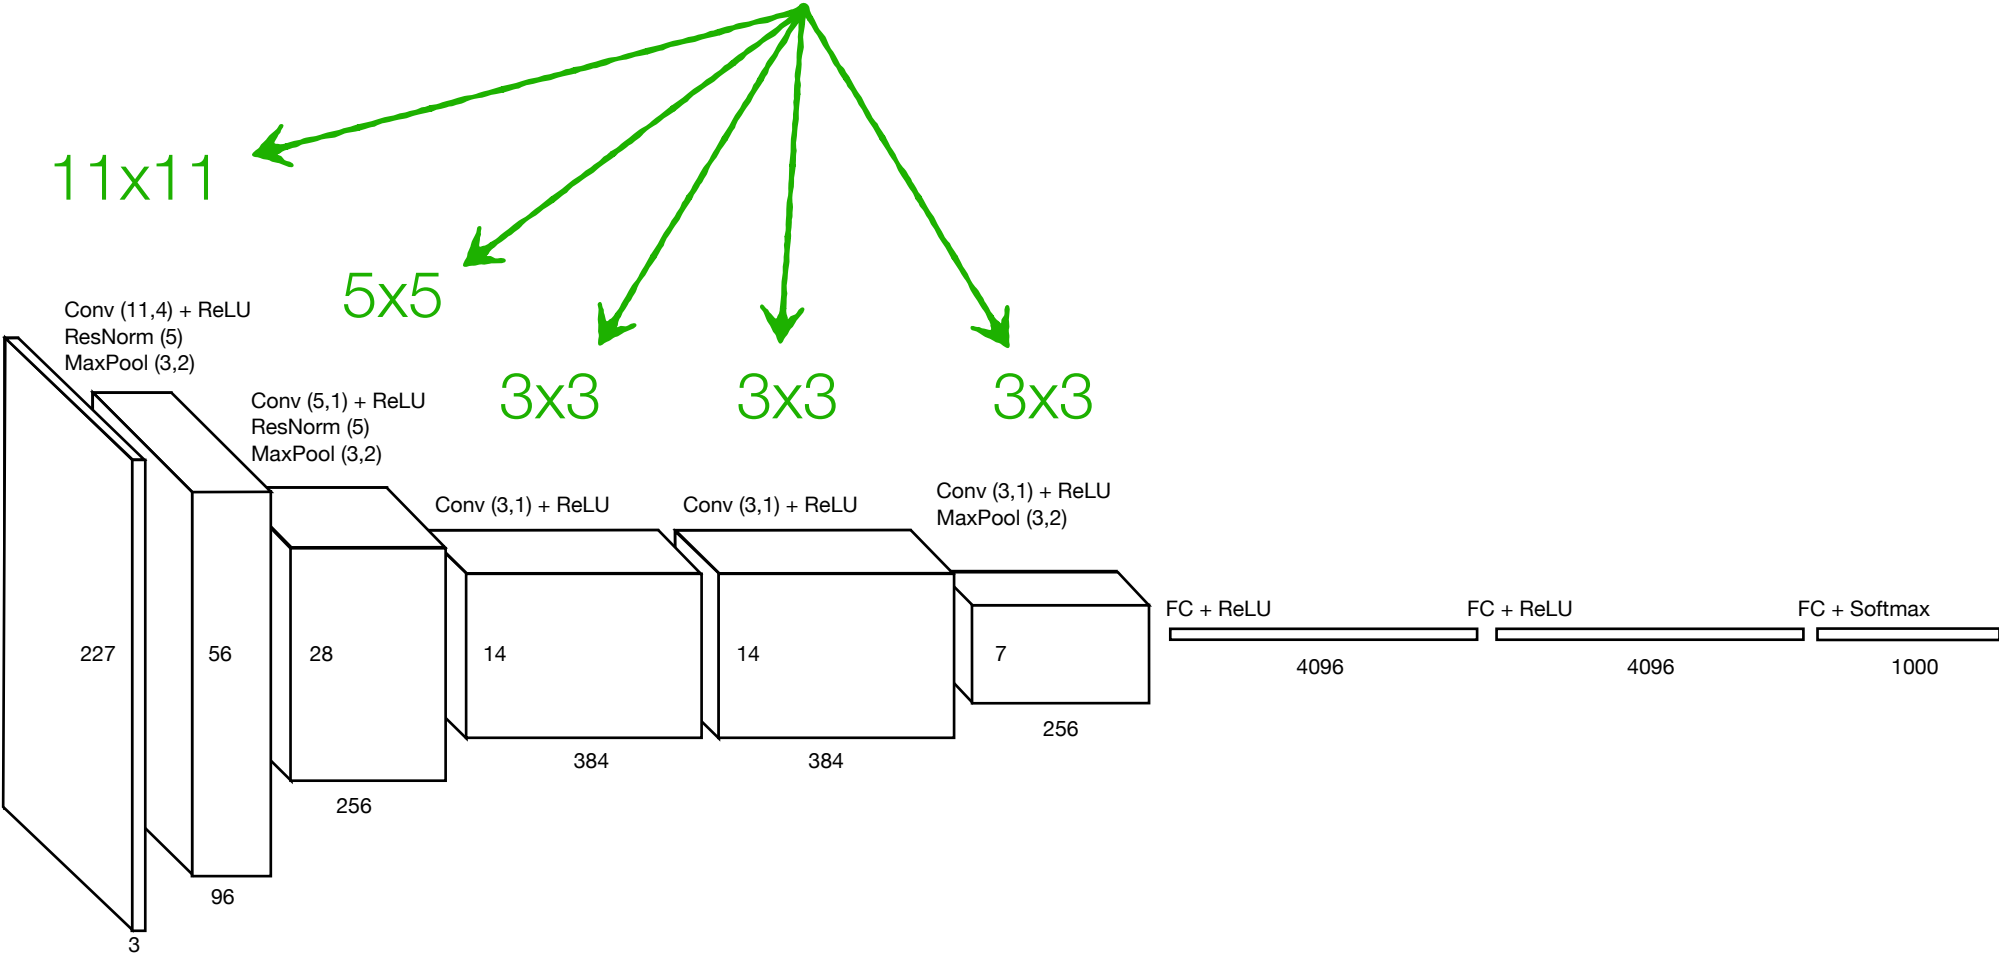 11x11
5x5
3x3
3x3
3x3
Conv (11,4) + ReLU
ResNorm (5)
MaxPool (3,2)
Conv (5,1) + ReLU
ResNorm (5)
MaxPool (3,2)
Conv (3,1) + ReLU
Conv (3,1) + ReLU
Conv (3,1) + ReLU
MaxPool (3,2)
FC + ReLU
FC + ReLU
FC + Softmax
227
56
28
14
14
7
4096
4096
1000
256
384
384
256
96
3